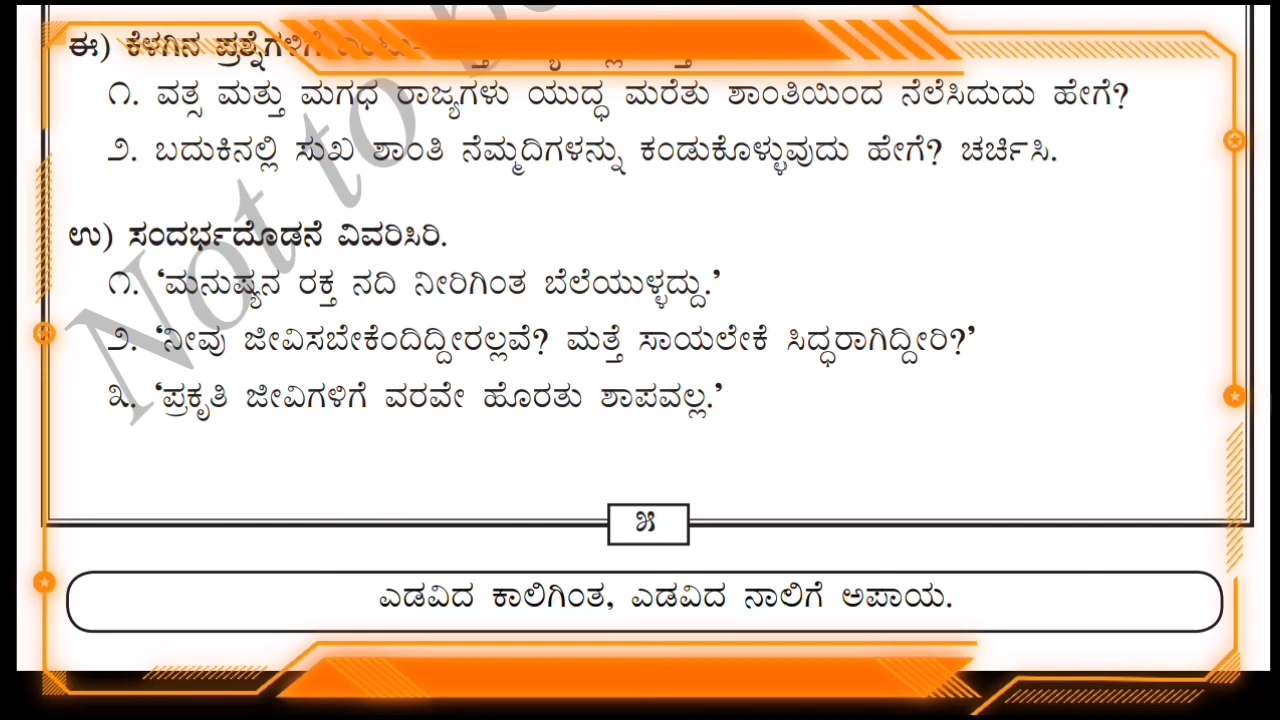 ಈ) ಕೆಳಗಿನ ಪ್ರಶ್ನೆಗಳಿಗೆ
೧. ವತ್ಸ ಮತ್ತು ಮಗಧ ರಾಜ್ಯಗಳು ಯುದ್ಧ ಮರೆತು ಶಾಂತಿಯಿಂದ ನೆಲೆಸಿದುದು ಹೇಗೆ?
೨. ಬದುಕಿನಲ್ಲಿ ಸುಖ ಶಾಂತಿ ನೆಮ್ಮದಿಗಳನ್ನು ಕಂಡುಕೊಳ್ಳುವುದು ಹೇಗೆ? ಚರ್ಚಿಸಿ.
ಉ) ಸಂದರ್ಭದೊಡನೆ ವಿವರಿಸಿರಿ.
೧. ‘ಮನುಷ್ಯನ ರಕ್ತ ನದಿ ನೀರಿಗಿಂತ ಬೆಲೆಯುಳ್ಳದ್ದು.’
೨. ‘ನೀವು ಜೀವಿಸಬೇಕೆಂದಿದ್ದೀರಲ್ಲವೆ? ಮತ್ತೆ ಸಾಯಲೇಕೆ ಸಿದ್ಧರಾಗಿದ್ದೀರಿ?’
೩. ‘ಪ್ರಕೃತಿ ಜೀವಿಗಳಿಗೆ ವರವೇ ಹೊರತು ಶಾಪವಲ್ಲ.’
Not to
೫
ಎಡವಿದ ಕಾಲಿಗಿಂತ, ಎಡವಿದ ನಾಲಿಗೆ ಅಪಾಯ.